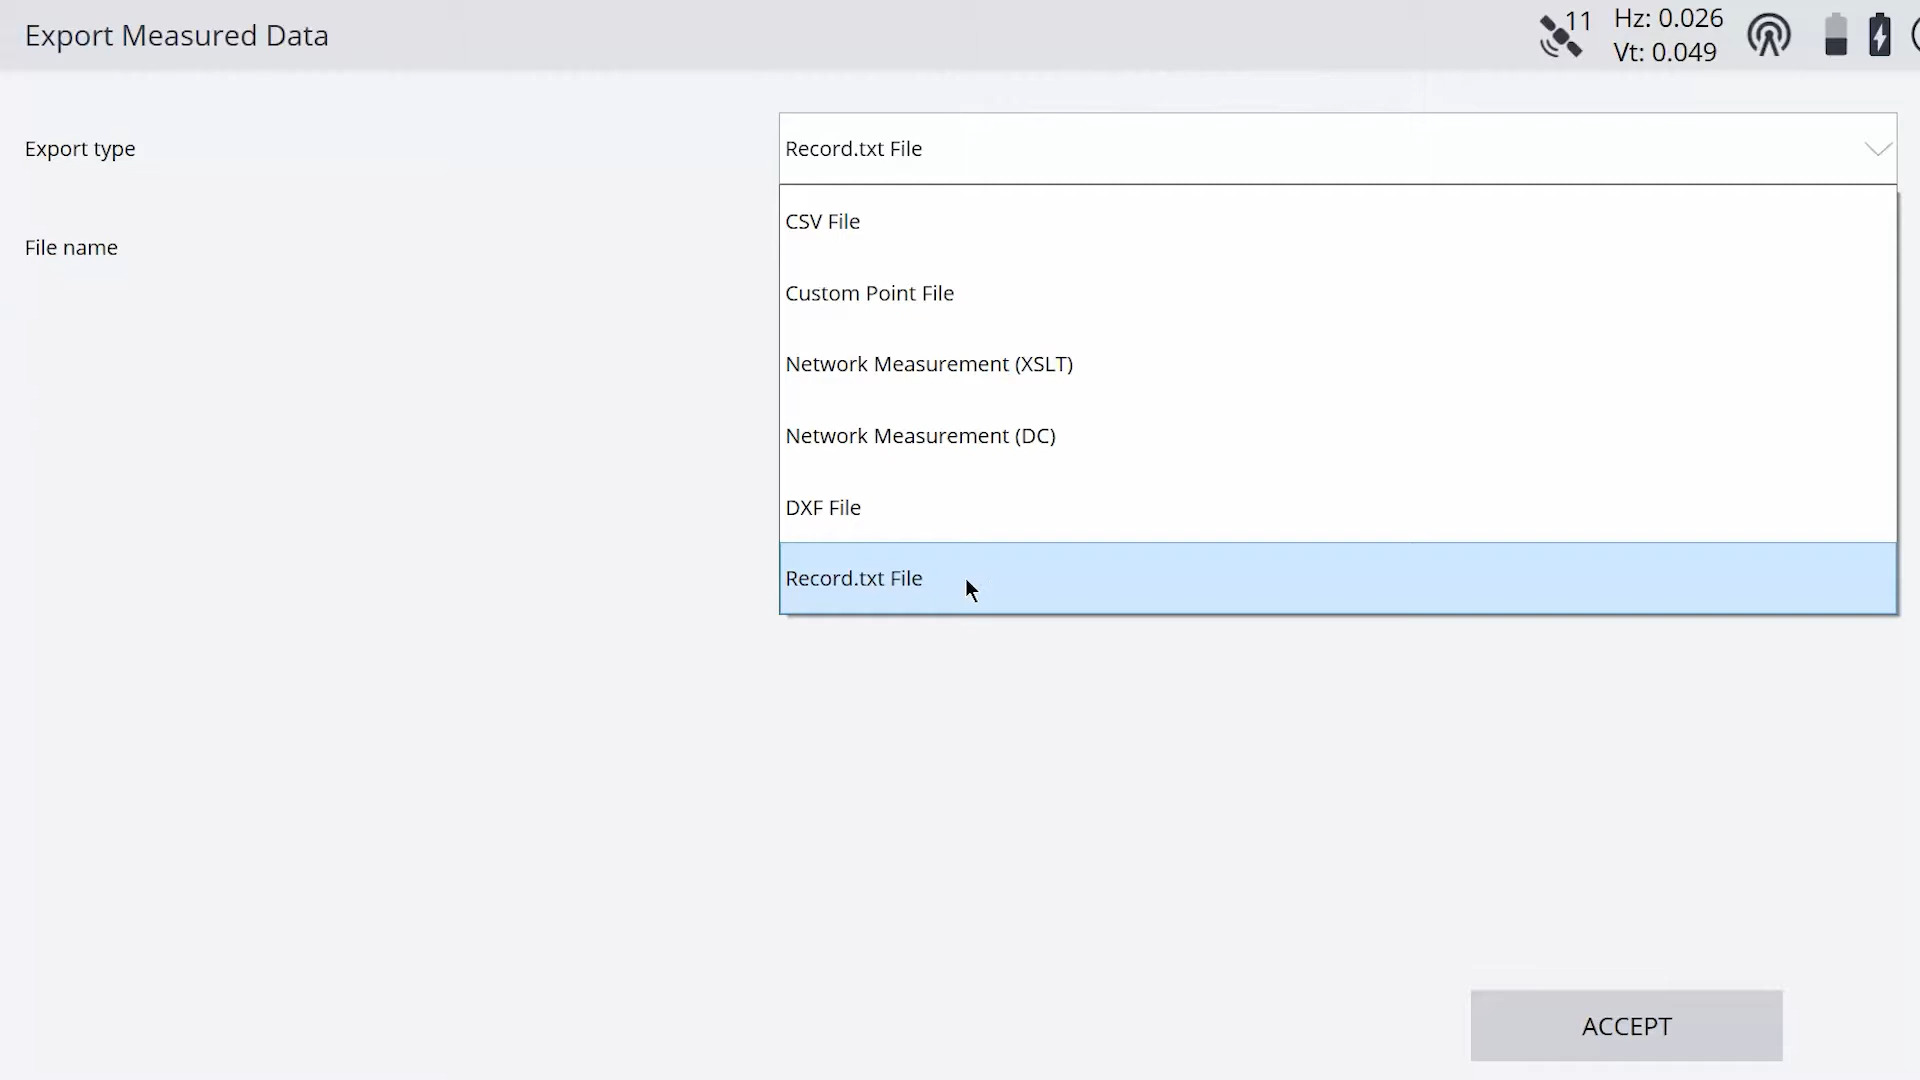 Export Measured Data
11
Hz: 0.026
Vt: 0.049
Export type
Record.txt File
File name
CSV File
Custom Point File
Network Measurement (XSLT)
Network Measurement (DC)
DXF File
Record.txt File
ACCEPT